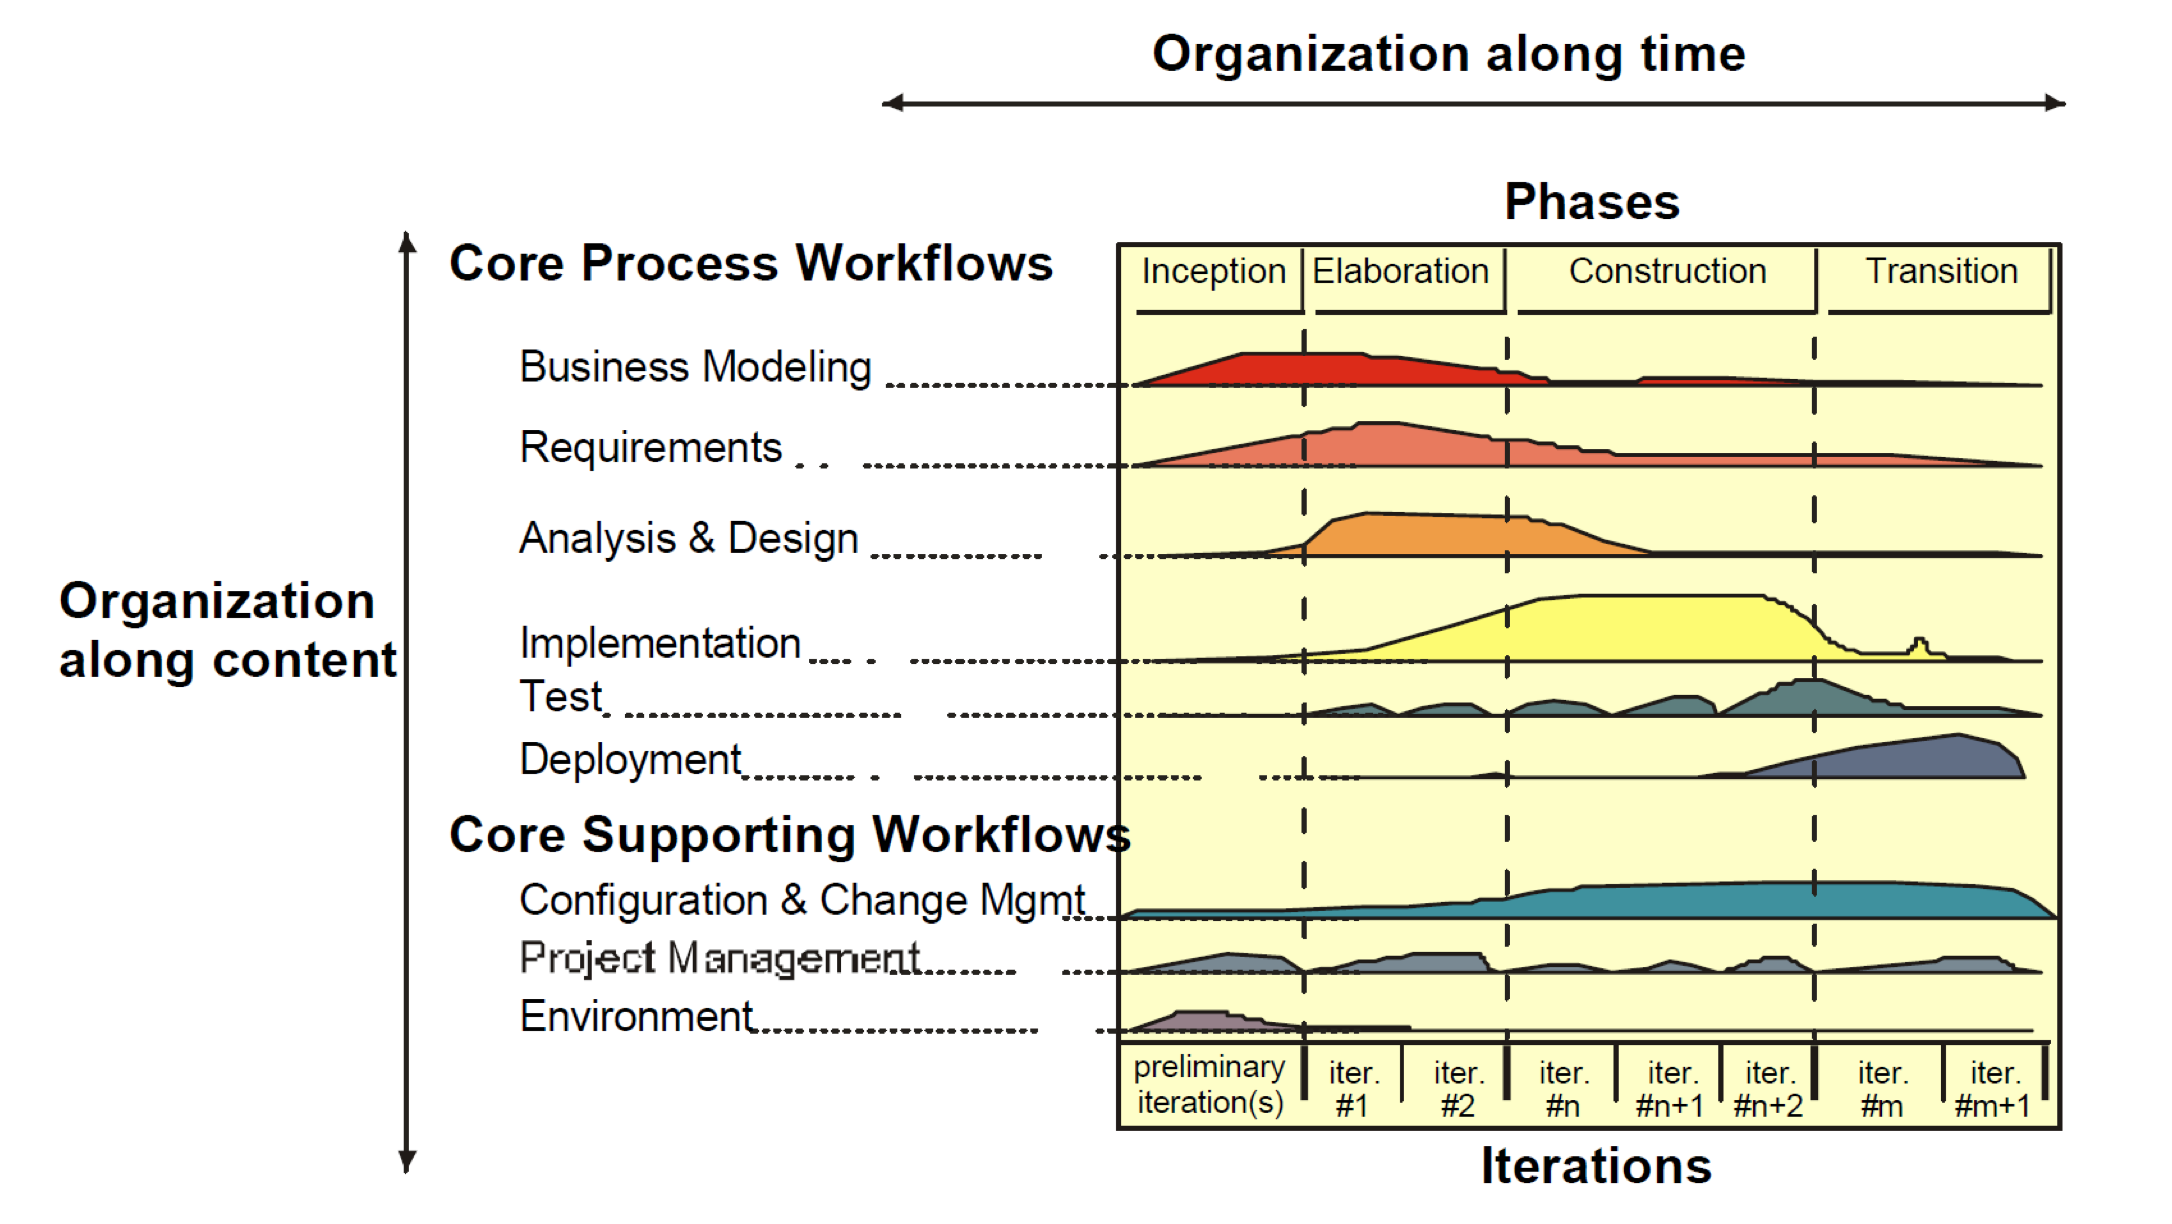 Organization along time
Phases
Core Process Workflows
Inception Elaboration Construction Transition
Business Modeling
Requirements
Analysis & Design
Organization
along content
Implementation
Test
Deployment
Core Supporting Workflows
Configuration & Change Mgmt
Project Management
Environment
preliminary iteration(s)
iter. #1
iter. #2
iter. #n
iter. #n+1
iter. #n+2
iter. #m
iter. #m+1
Iterations